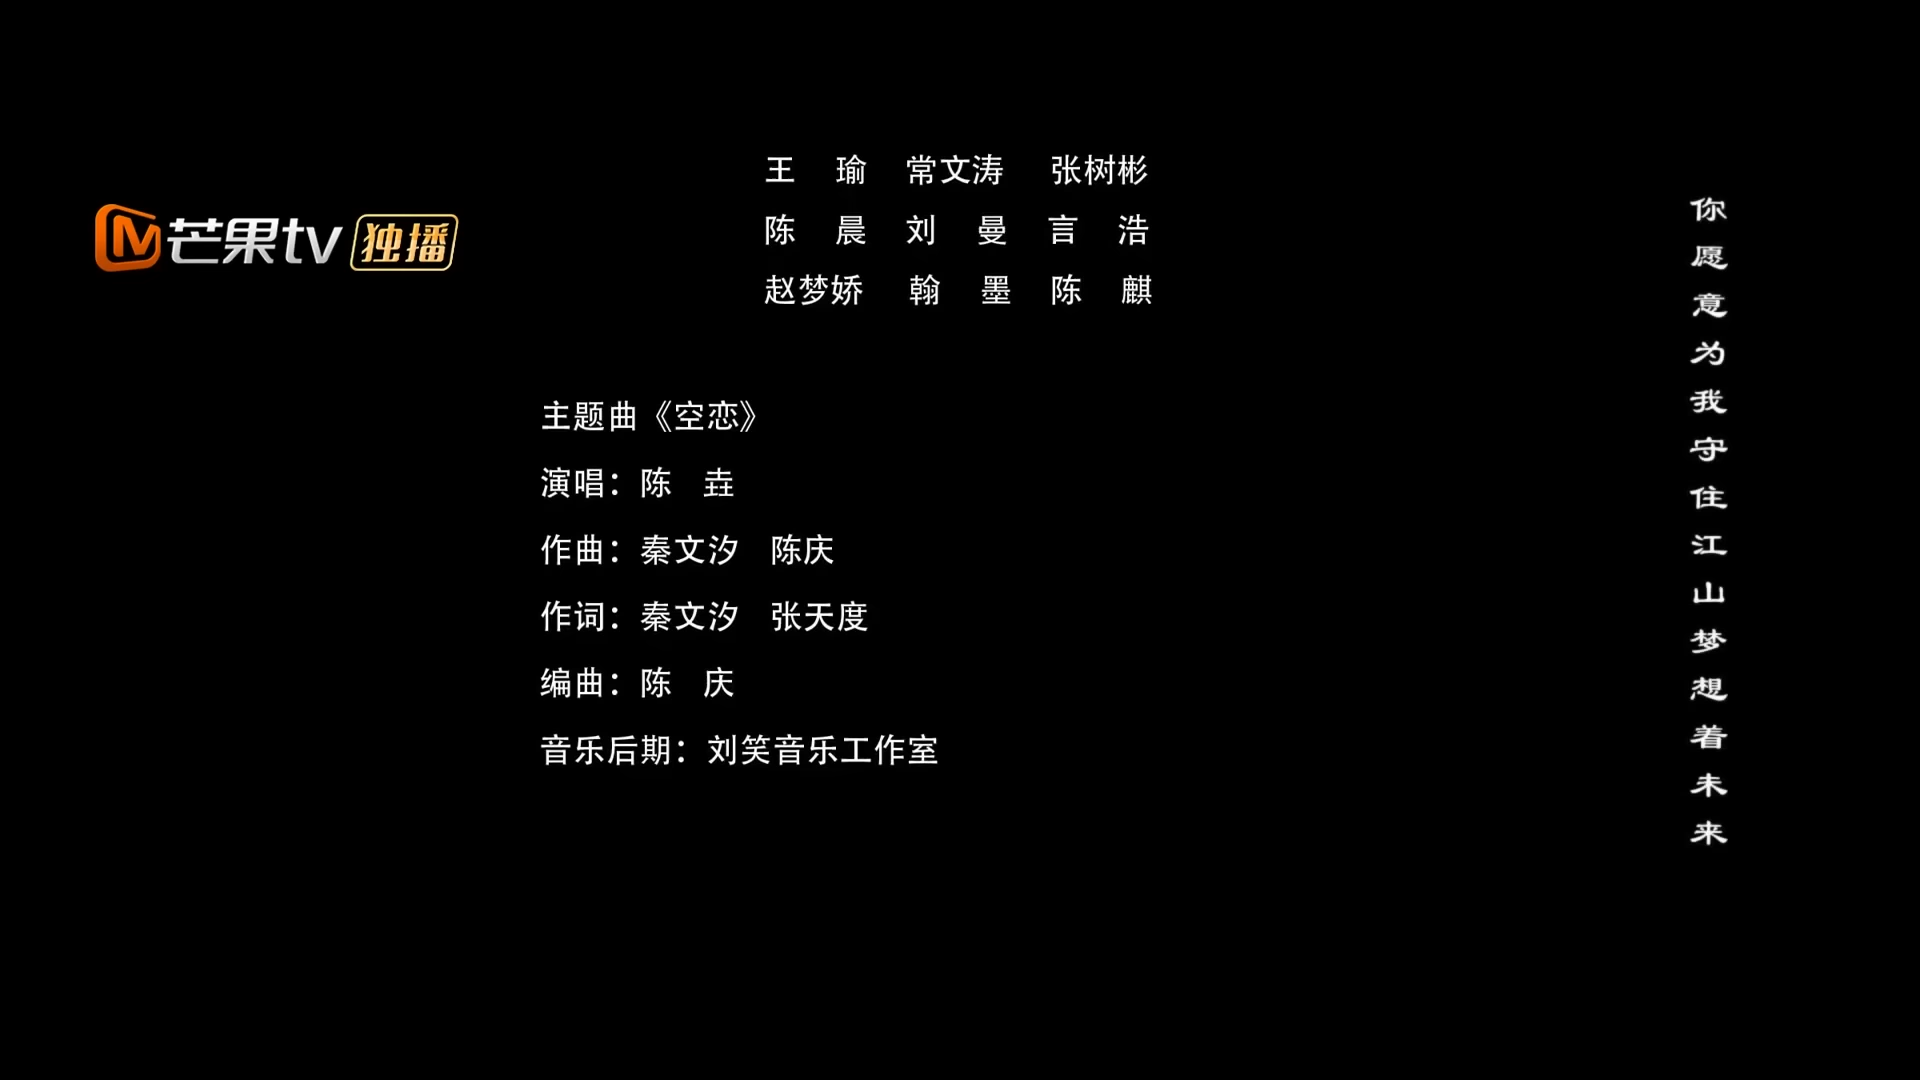 王 瑜 常文涛 张树彬
陈 晨 刘 曼 言 浩
赵梦娇 翰 墨 陈 麒
芒果tv 独播
主题曲《空恋》
演唱：陈 垚
作曲：秦文汐 陈庆
作词：秦文汐 张天度
编曲：陈 庆
音乐后期：刘笑音乐工作室
你愿意为我守住江山梦想着未来